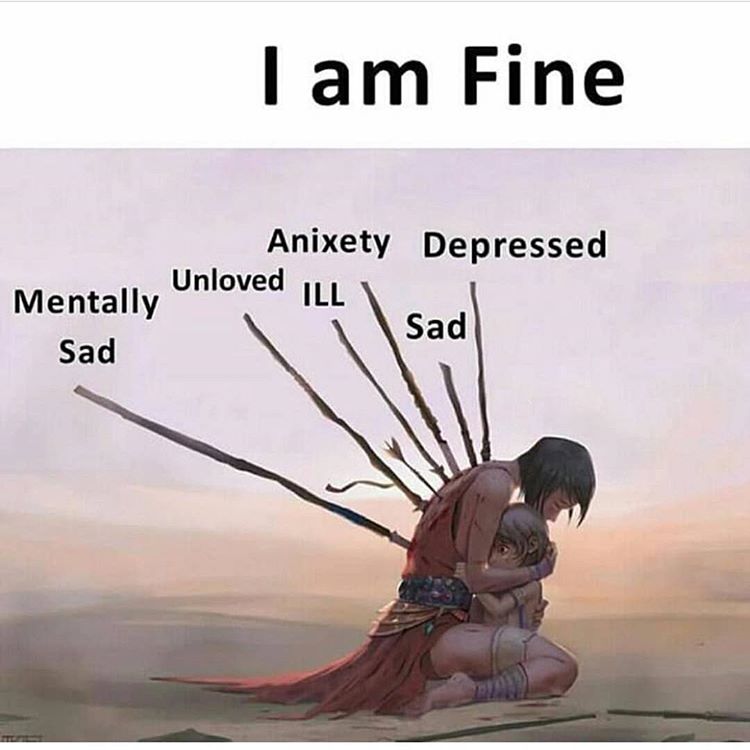 I am Fine
Anixety
Depressed
Unloved
ILL
Mentally
Sad
Sad